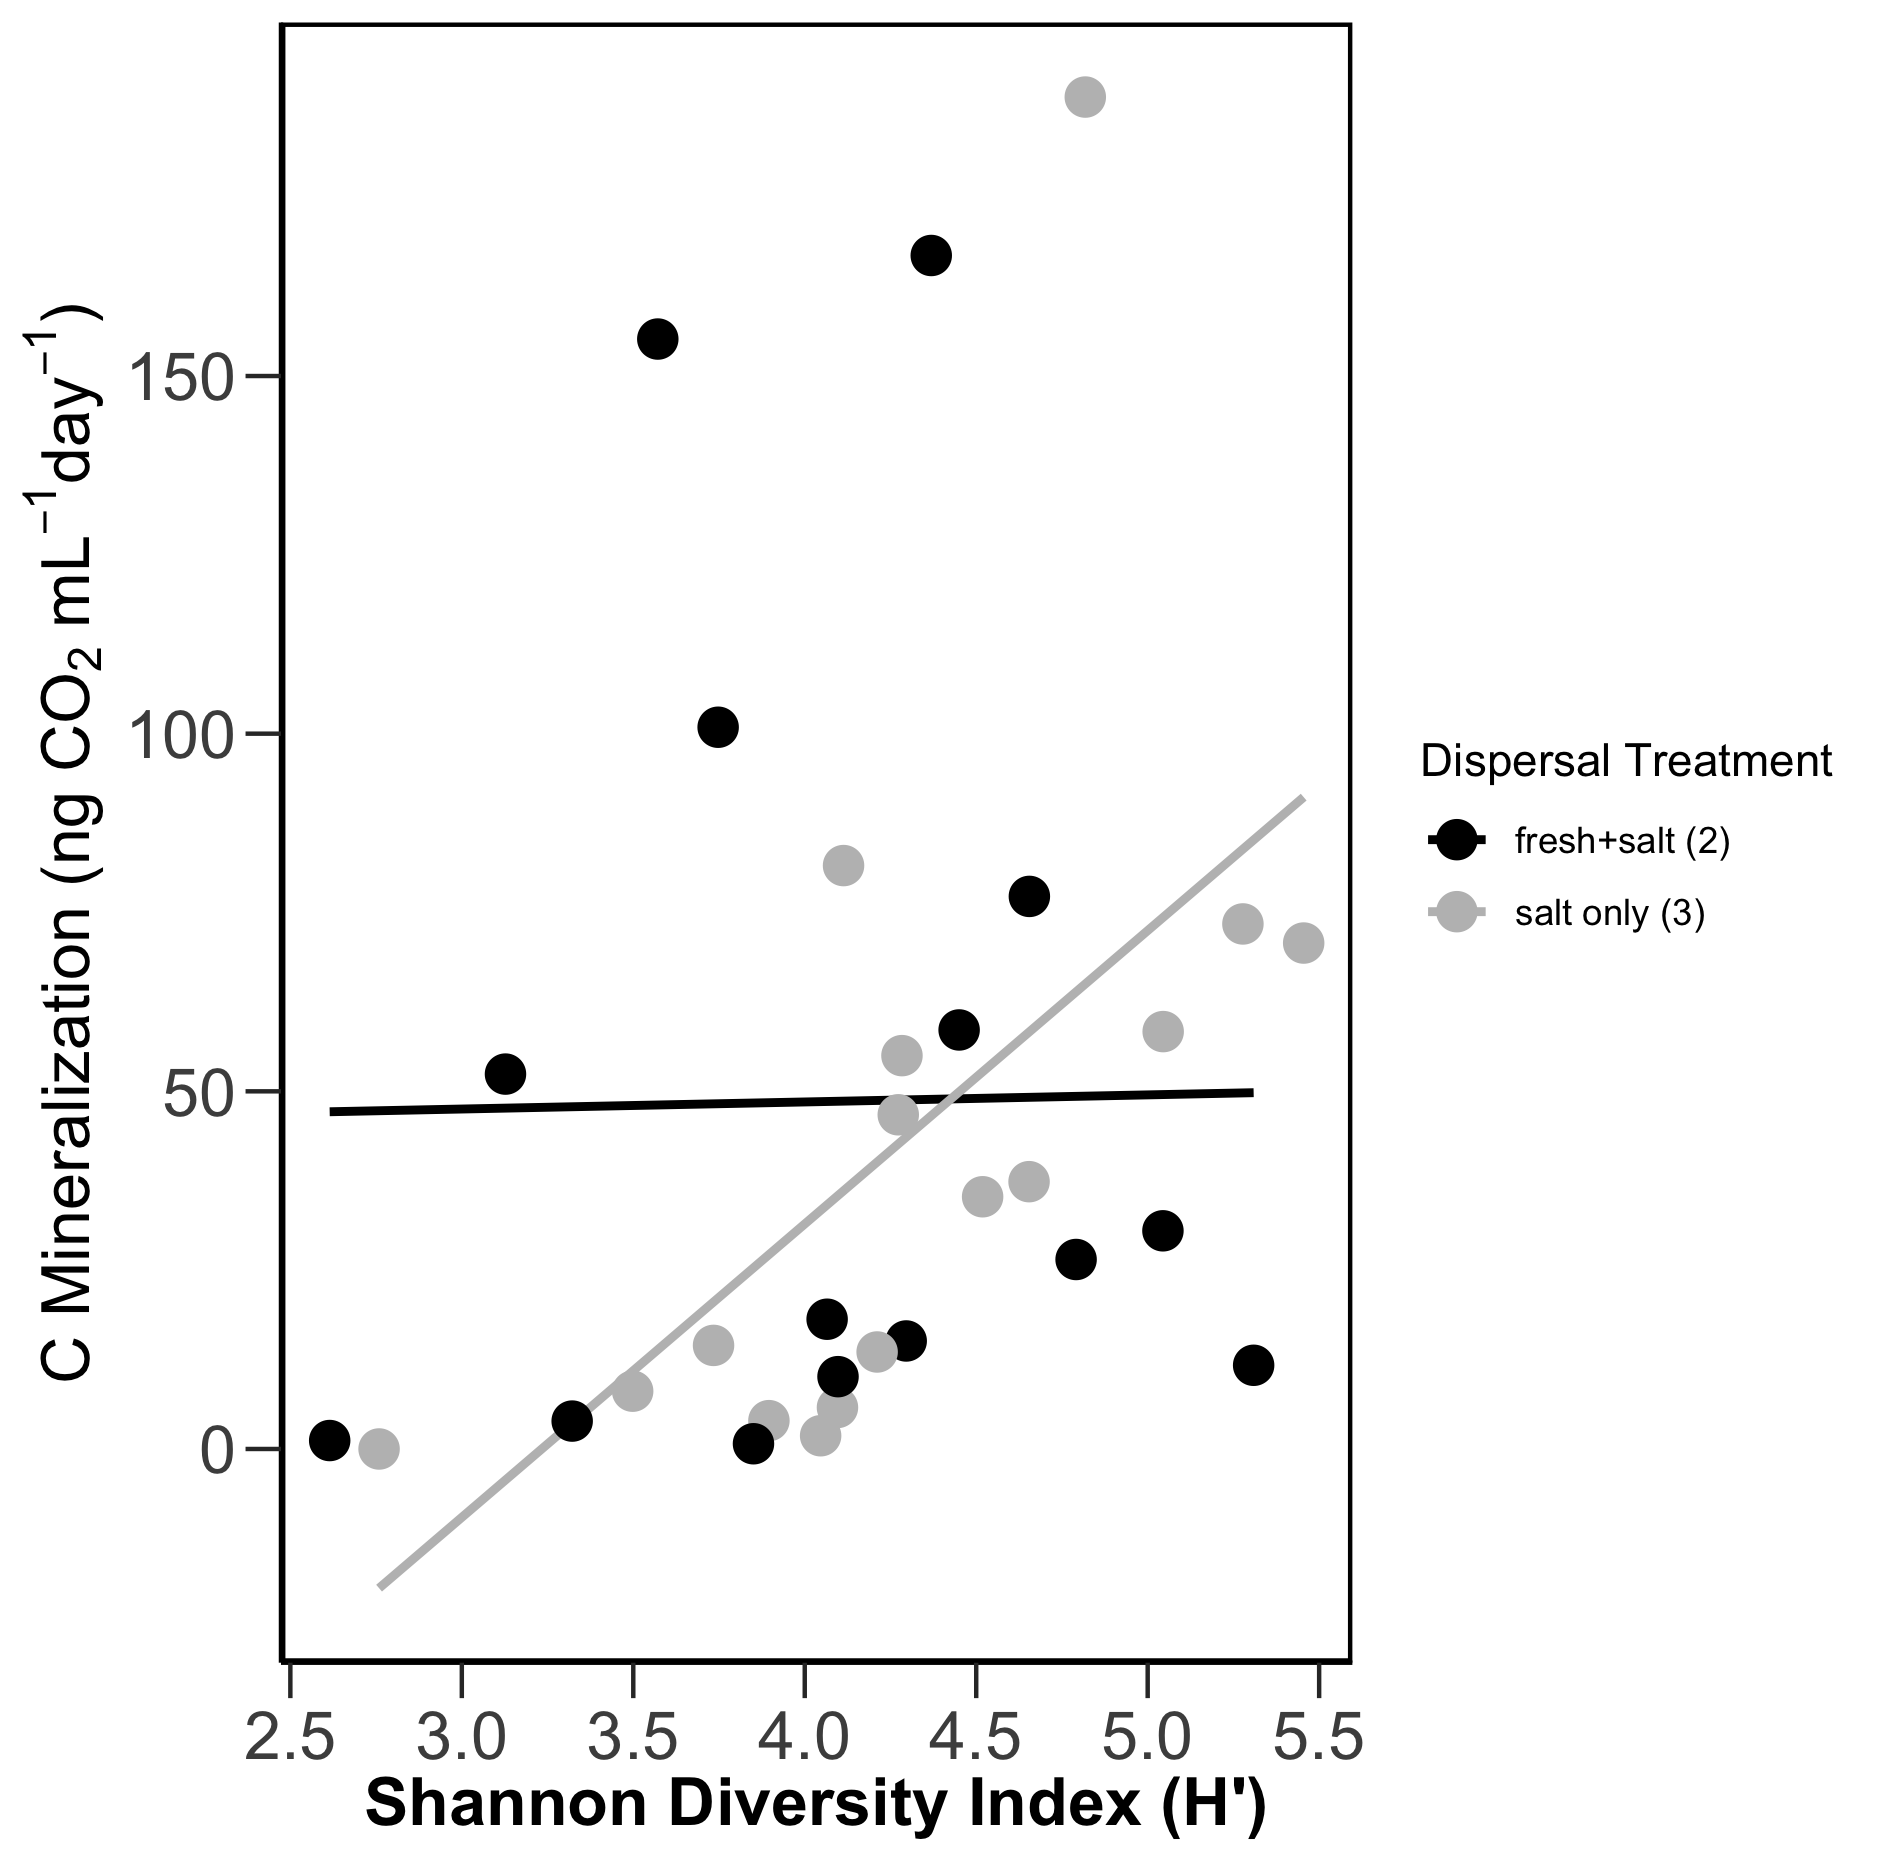 C Mineralization (ng CO₂ mL⁻¹day⁻¹)
150
100
50
0
2.5 3.0 3.5 4.0 4.5 5.0 5.5
Shannon Diversity Index (H')
Dispersal Treatment
fresh+salt (2)
salt only (3)